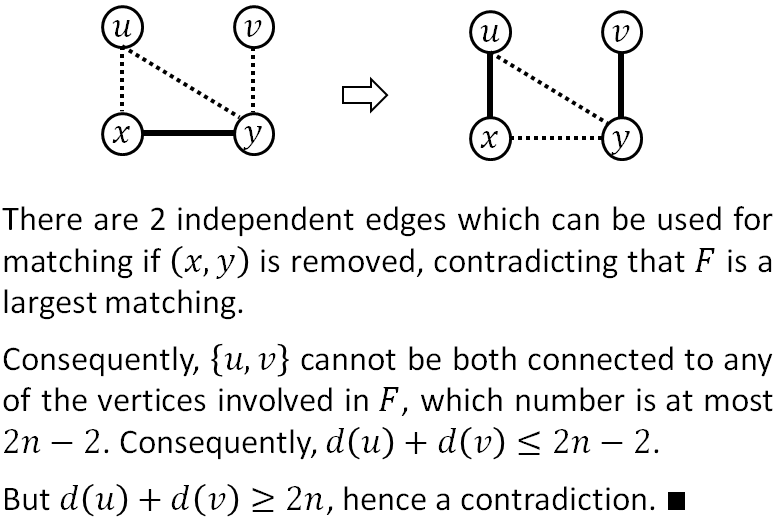 u v u v
x y x y
There are 2 independent edges which can be used for
matching if (x, y) is removed, contradicting that F is a
largest matching.
Consequently, {u, v} cannot be both connected to any
of the vertices involved in F, which number is at most
2n − 2. Consequently, d(u) + d(v) ≤ 2n − 2.
But d(u) + d(v) ≥ 2n, hence a contradiction. ■